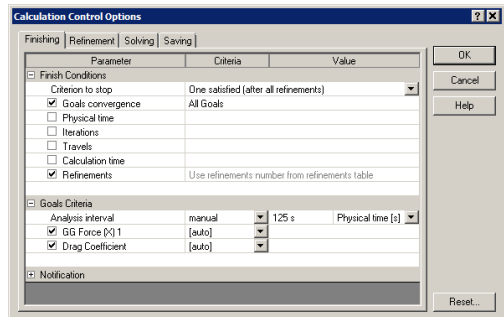 Calculation Control Options
Finishing Refinement Solving Saving
Parameter Criteria Value
Finish Conditions
Criterion to stop One satisfied (after all refinements)
Goals convergence All Goals
Physical time
Iterations
Travels
Calculation time
Refinements Use refinements number from refinements table
Goals Criteria
Analysis interval manual 125 s Physical time [s]
GG Force (X) 1 [auto]
Drag Coefficient [auto]
Notification
OK
Cancel
Help
Reset...